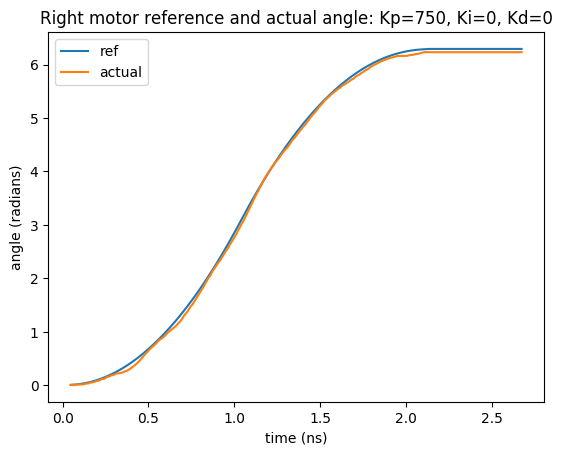 Right motor reference and actual angle: Kp=750, Ki=0, Kd=0
ref
actual
angle (radians)
6
5
4
3
2
1
0
0.0 0.5 1.0 1.5 2.0 2.5
time (ns)